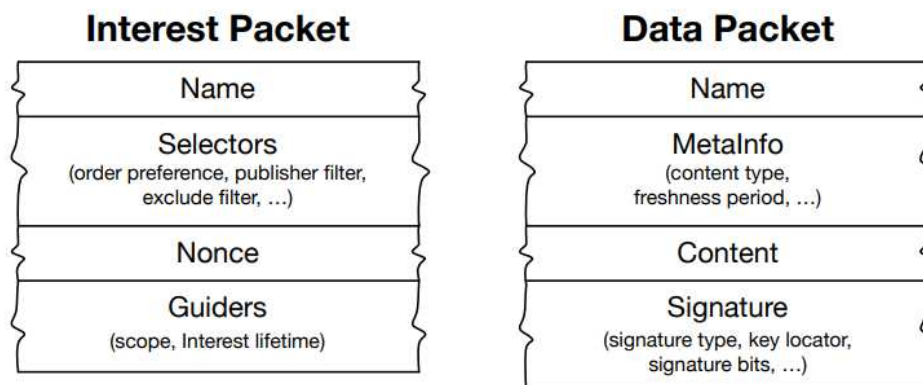 Interest Packet
Name
Selectors
(order preference, publisher filter,
exclude filter, ...)
Nonce
Guiders
(scope, Interest lifetime)
Data Packet
Name
MetaInfo
(content type,
freshness period, ...)
Content
Signature
(signature type, key locator,
signature bits, ...)